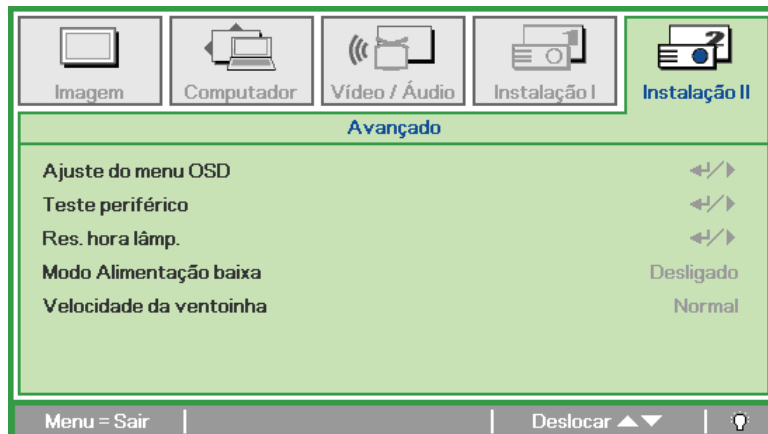 Imagem
Computador
Vídeo / Áudio
Instalação I
2
Instalação II
Avançado
Ajuste do menu OSD
Teste periférico
Res. hora lâmp.
Modo Alimentação baixa Desligado
Velocidade da ventoinha Normal
Menu = Sair Deslocar